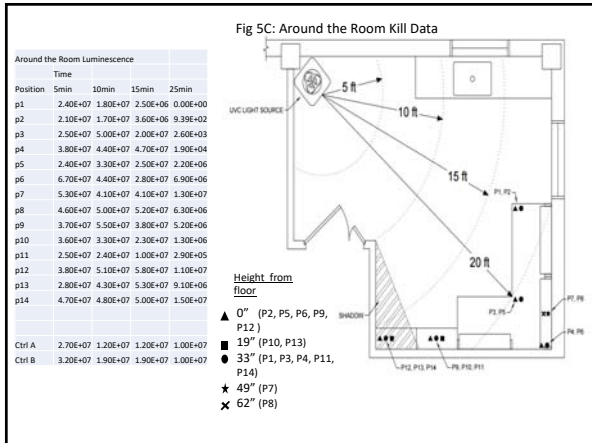 Fig 5C: Around the Room Kill Data
Around the Room Luminescence
Time
Position 5min 10min 15min 25min
p1 2.40E+07 1.80E+07 2.50E+06 0.00E+00
p2 2.10E+07 1.70E+07 3.60E+06 9.39E+02
p3 2.50E+07 5.00E+07 2.00E+07 2.60E+03
p4 3.80E+07 4.40E+07 4.70E+07 1.90E+04
p5 2.40E+07 3.30E+07 2.50E+07 2.20E+06
p6 6.70E+07 4.40E+07 2.80E+07 6.90E+06
p7 5.30E+07 4.10E+07 4.10E+07 1.30E+07
p8 4.60E+07 5.00E+07 5.20E+07 6.30E+06
p9 3.70E+07 5.50E+07 3.80E+07 5.20E+06
p10 3.60E+07 3.30E+07 2.30E+07 1.30E+06
p11 2.50E+07 2.40E+07 1.00E+07 2.90E+05
p12 3.80E+07 5.10E+07 5.80E+07 1.10E+07
p13 2.80E+07 4.30E+07 5.30E+07 9.10E+06
p14 4.70E+07 4.80E+07 5.00E+07 1.50E+07
Ctrl A 2.70E+07 1.20E+07 1.20E+07 1.00E+07
Ctrl B 3.20E+07 1.90E+07 1.90E+07 1.00E+07
UVC LIGHT SOURCE
5 ft
10 ft
15 ft
20 ft
P1, P2
P3, P5
P7, P8
P4, P6
SHADOW
P12, P13, P14
P9, P10, P11
Height from
floor
▲ 0” (P2, P5, P6, P9,
P12 )
■ 19” (P10, P13)
● 33” (P1, P3, P4, P11,
P14)
★ 49” (P7)
✕ 62” (P8)